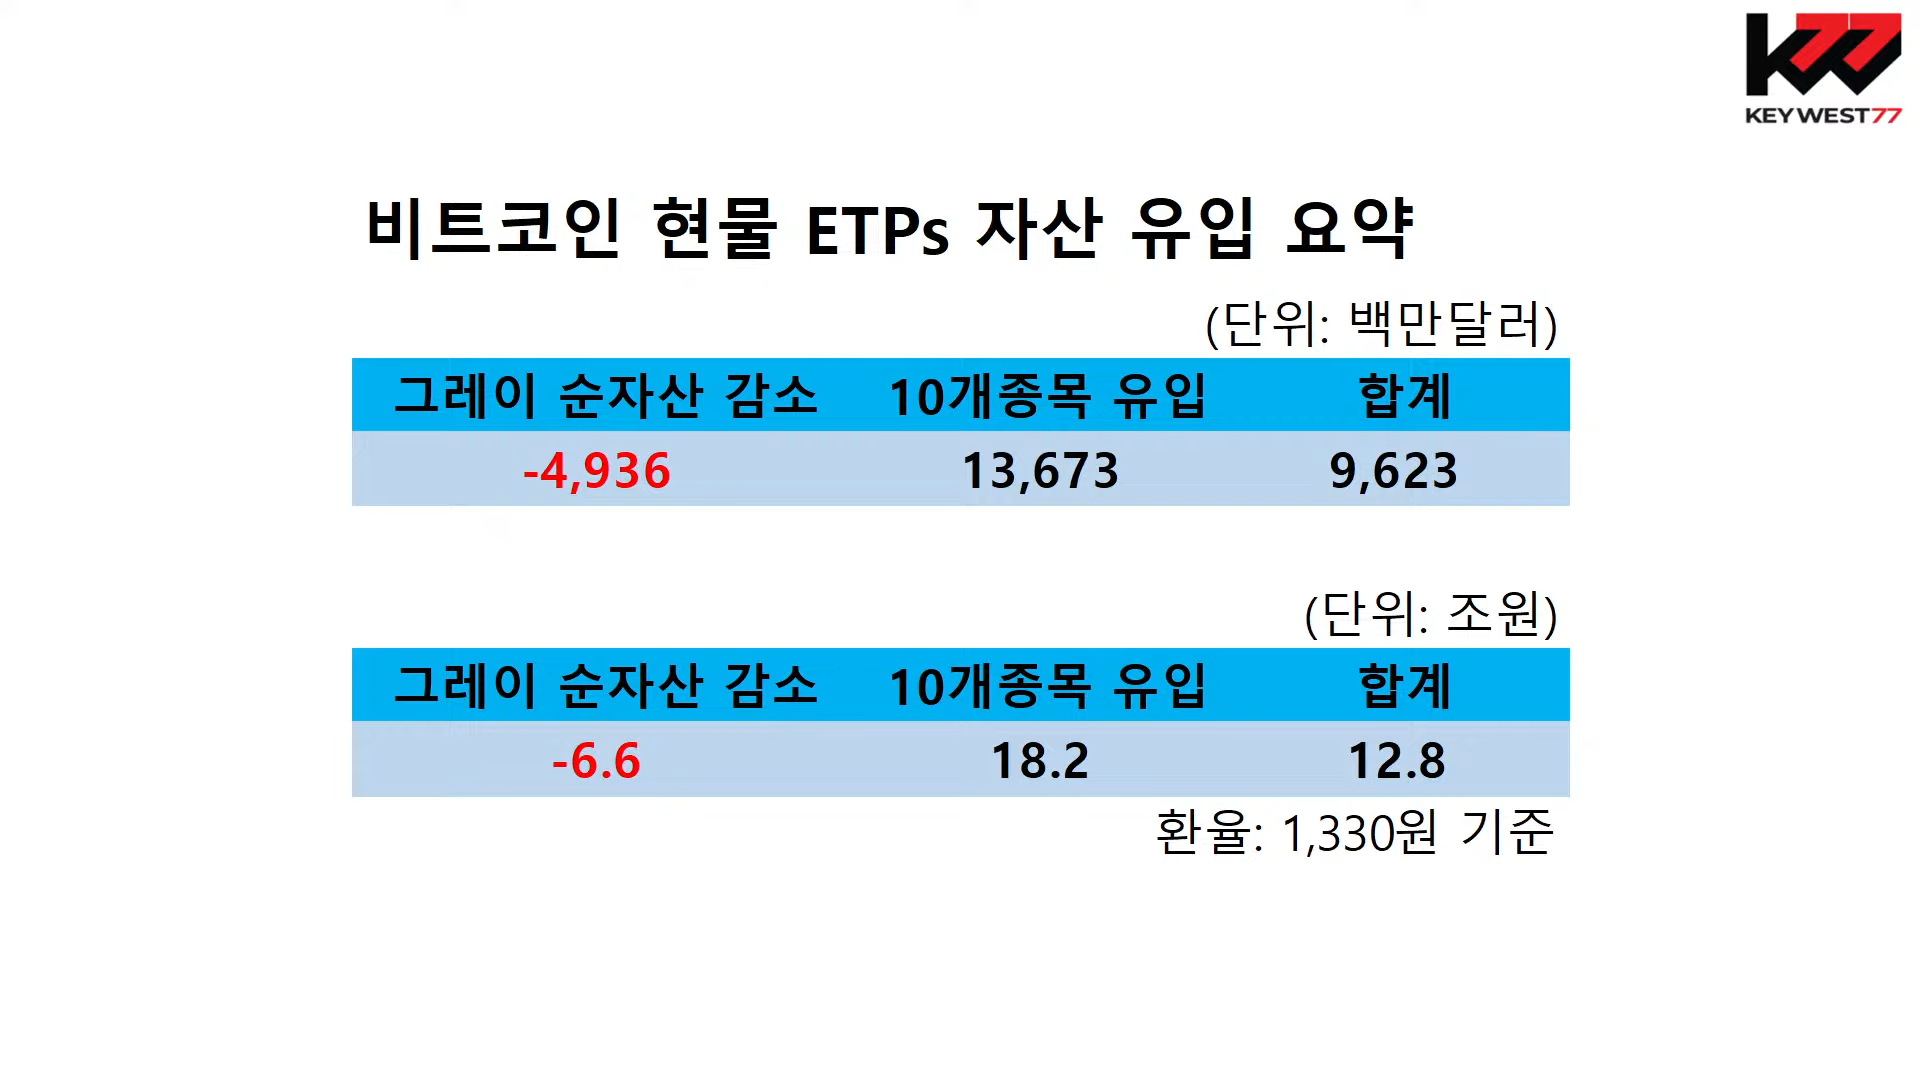 KEYWEST77
비트코인 현물 ETPs 자산 유입 요약
(단위: 백만달러)
그레이 순자산 감소 10개종목 유입 합계
-4,936 13,673 9,623
(단위: 조원)
그레이 순자산 감소 10개종목 유입 합계
-6.6 18.2 12.8
환율: 1,330원 기준